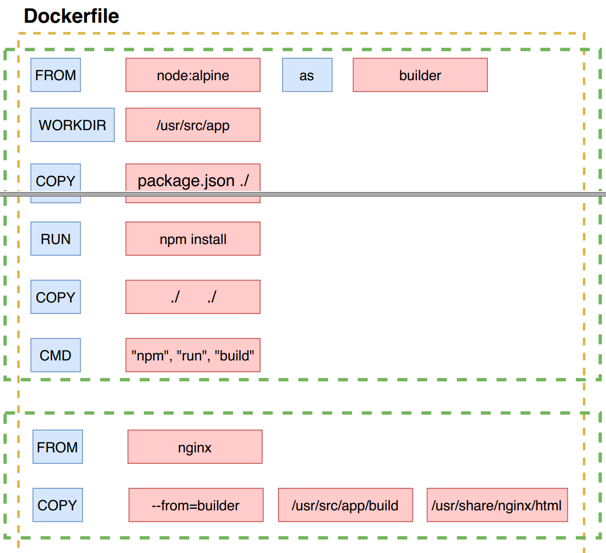 Dockerfile
FROM node:alpine as builder
WORKDIR /usr/src/app
COPY package.json ./
RUN npm install
COPY ./ ./
CMD "npm", "run", "build"
FROM nginx
COPY --from=builder /usr/src/app/build /usr/share/nginx/html